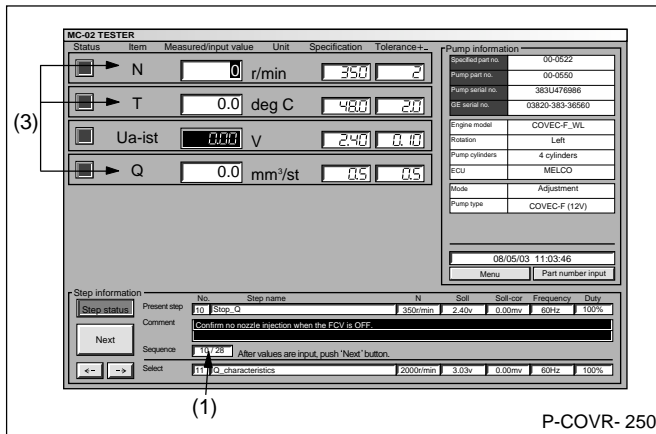 MC-02 TESTER
Status Item Measured/input value Unit Specification Tolerance+-
N 0 r/min 350 2
T 0.0 deg C 48.0 2.0
(3)
Ua-ist 0.00 V 2.40 0.10
Q 0.0 mm³/st 0.5 0.5
Pump information
Specified part no. 00-0522
Pump part no. 00-0550
Pump serial no. 383U476986
GE serial no. 03820-383-36560
Engine model COVEC-F_WL
Rotation Left
Pump cylinders 4 cylinders
ECU MELCO
Mode Adjustment
Pump type COVEC-F (12V)
08/05/03 11:03:46
Menu Part number input
Step information
No. Step name N Soll Soll-cor Frequency Duty
Step status Present step 10 Stop_Q 350r/min 2.40v 0.00mv 60Hz 100%
Comment Confirm no nozzle injection when the FCV is OFF.
Next
Sequence 10 / 28 After values are input, push 'Next' button.
<- -> Select 11 Q_characteristics 2000r/min 3.03v 0.00mv 60Hz 100%
(1)
P-COVR- 250